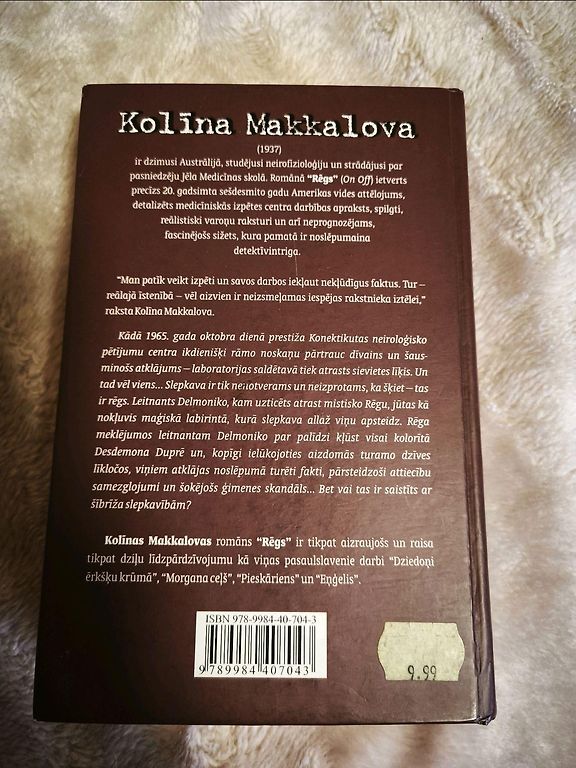 Kolīna Makkalova
(1937)
ir dzimusi Austrālijā, studējusi neirofizioloģiju un strādājusi par
pasniedzēju Jēla Medicīnas skolā. Romānā “Rēgs” (On Off) ietverts
precīzs 20. gadsimta sešdesmito gadu Amerikas vides attēlojums,
detalizēts medicīniskās izpētes centra darbības apraksts, spilgti,
reālistiski varoņu raksturi un arī neprognozējams,
fascinējošs sižets, kura pamatā ir noslēpumaina
detektīvintriga.
“Man patīk veikt izpēti un savos darbos iekļaut nekļūdīgus faktus. Tur –
reālajā īstenībā – vēl aizvien ir neizsmeļamas iespējas rakstnieka iztēlei,”
raksta Kolīna Makkalova.
Kādā 1965. gada oktobra dienā prestižā Konektikutas neiroloģisko
pētījumu centra ikdienišķi rāmo noskaņu pārtrauc dīvains un šaus-
minošs atklājums – laboratorijas saldētavā tiek atrasts sievietes līķis. Un
tad vēl viens... Slepkava ir tik netverams un neizprotams, ka šķiet – tas
ir rēgs. Leitnants Delmoniko, kam uzticēts atrast mistisko Rēgu, jūtas kā
nokļuvis maģiskā labirintā, kurā slepkava allaž viņu apsteidz. Rēga
meklējumos leitnantam Delmoniko par palīdzi kļūst visai kolorītā
Desdemona Duprē un, kopīgi ielūkojoties aizdomās turamo dzīves
līkločos, viņiem atklājas noslēpumā turēti fakti, pārsteidzoši attiecību
samezglojumi un šokējošs ģimenes skandāls... Bet vai tas ir saistīts ar
šībrīža slepkavībām?
Kolīnas Makkalovas romāns “Rēgs” ir tikpat aizraujošs un raisa
tikpat dziļu līdzpārdzīvojumu kā viņas pasaulslavenie darbi “Dziedoņi
ērkšķu krūmā”, “Morgana ceļš”, “Pieskāriens” un “Eņģelis”.
ISBN 978-9984-40-704-3
9 789984 407043
9.99